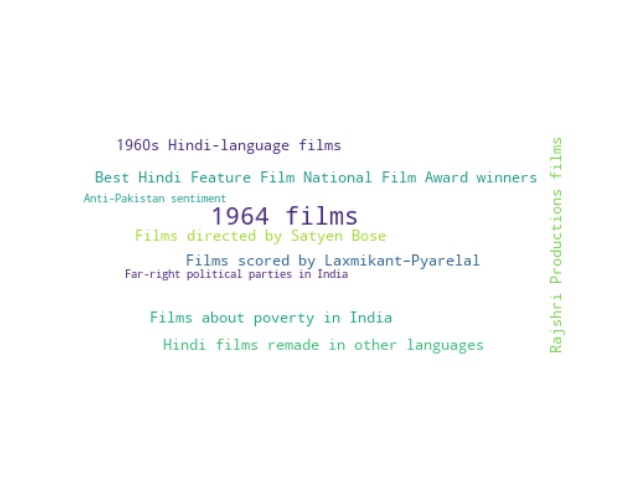 1960s Hindi-language films
Best Hindi Feature Film National Film Award winners
Anti-Pakistan sentiment
1964 films
Films directed by Satyen Bose
Films scored by Laxmikant–Pyarelal
Far-right political parties in India
Films about poverty in India
Hindi films remade in other languages
Rajshri Productions films